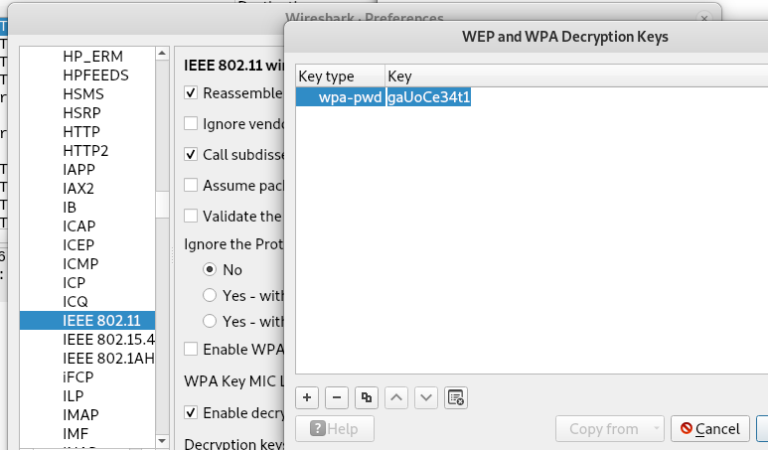 Wireshark · Preferences
WEP and WPA Decryption Keys
HP_ERM
HPFEEDS
HSMS
HSRP
HTTP
HTTP2
IAPP
IAX2
IB
ICAP
ICEP
ICMP
ICP
ICQ
IEEE 802.11
IEEE 802.15.4
IEEE 802.1AH
iFCP
ILP
IMAP
IMF
IEEE 802.11 wi
Reassemble
Ignore vend
Call subdisse
Assume pac
Validate the
Ignore the Prot
No
Yes - with
Yes - with
Enable WPA
WPA Key MIC L
Enable decry
Decryption key
Key type Key
wpa-pwd gaUoCe34t1
Help
Copy from
Cancel